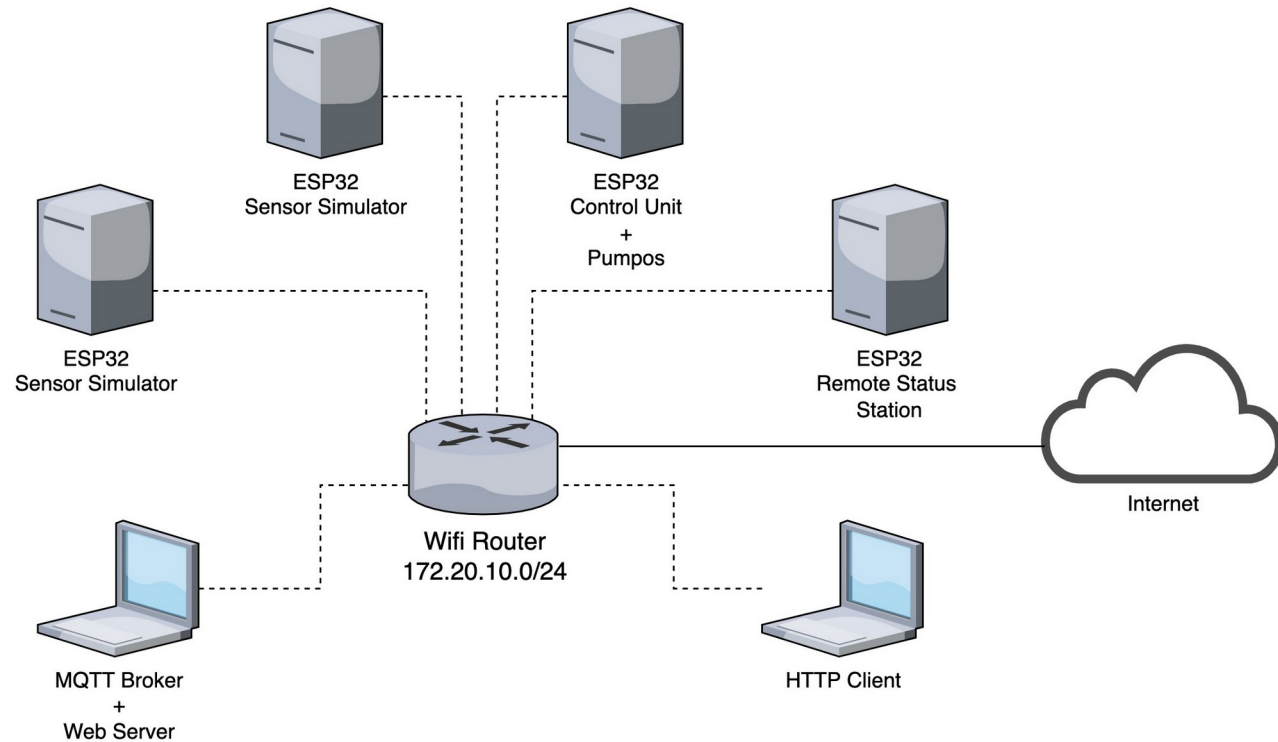 ESP32
Sensor Simulator
ESP32
Control Unit
+
Pumpos
ESP32
Sensor Simulator
ESP32
Remote Status
Station
Internet
Wifi Router
172.20.10.0/24
MQTT Broker
+
Web Server
HTTP Client